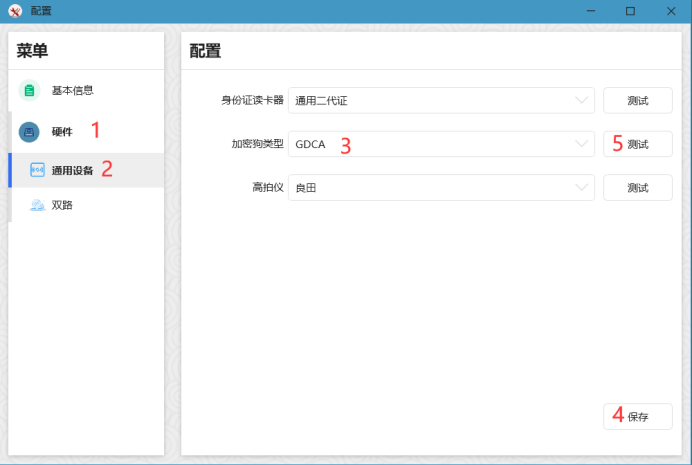 配置
菜单
基本信息
硬件 1
通用设备 2
双路
配置
身份证读卡器 通用二代证 测试
加密狗类型 GDCA 3 5 测试
高拍仪 良田 测试
4 保存